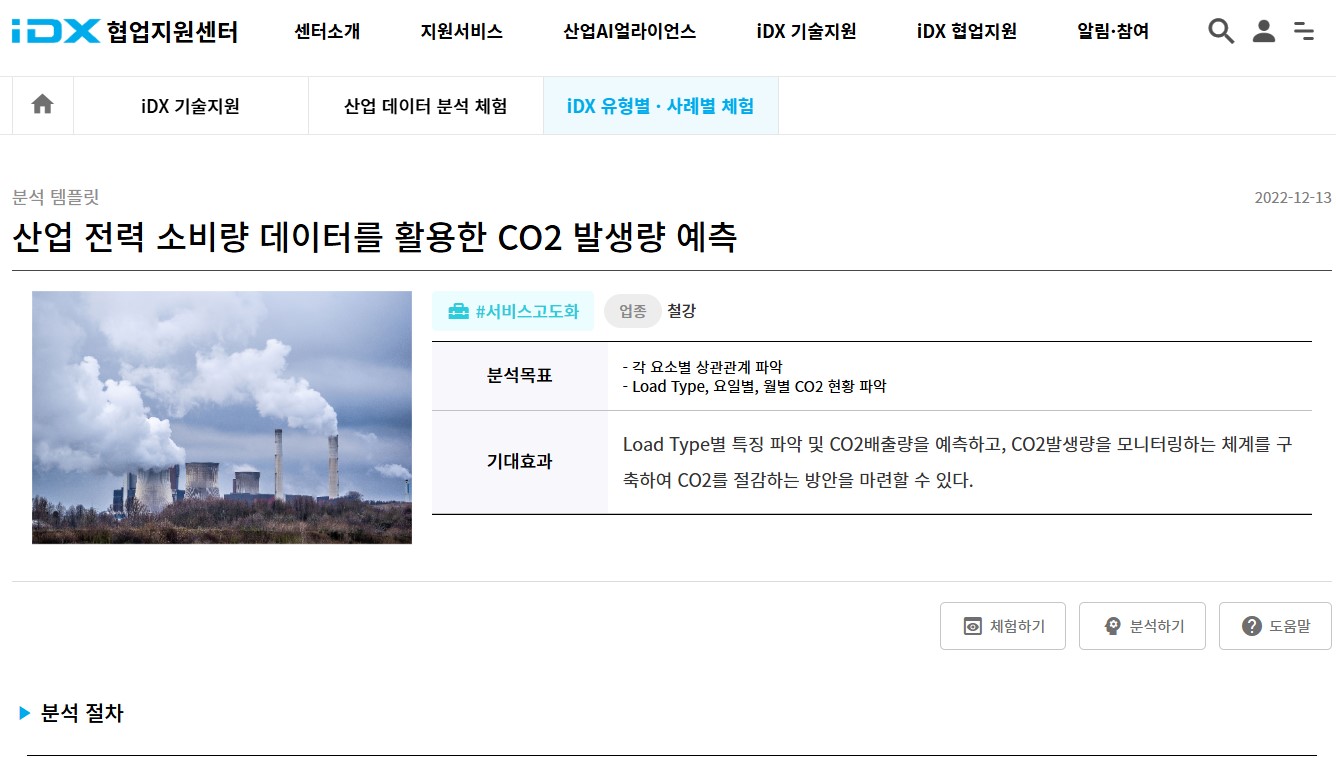 iDX 협업지원센터
센터소개 지원서비스 산업AI얼라이언스 iDX 기술지원 iDX 협업지원 알림·참여
iDX 기술지원 산업 데이터 분석 체험 iDX 유형별 · 사례별 체험
분석 템플릿
2022-12-13
산업 전력 소비량 데이터를 활용한 CO2 발생량 예측
#서비스고도화 업종 철강
분석목표
- 각 요소별 상관관계 파악
- Load Type, 요일별, 월별 CO2 현황 파악
기대효과
Load Type별 특징 파악 및 CO2배출량을 예측하고, CO2발생량을 모니터링하는 체계를 구
축하여 CO2를 절감하는 방안을 마련할 수 있다.
체험하기 분석하기 도움말
분석 절차